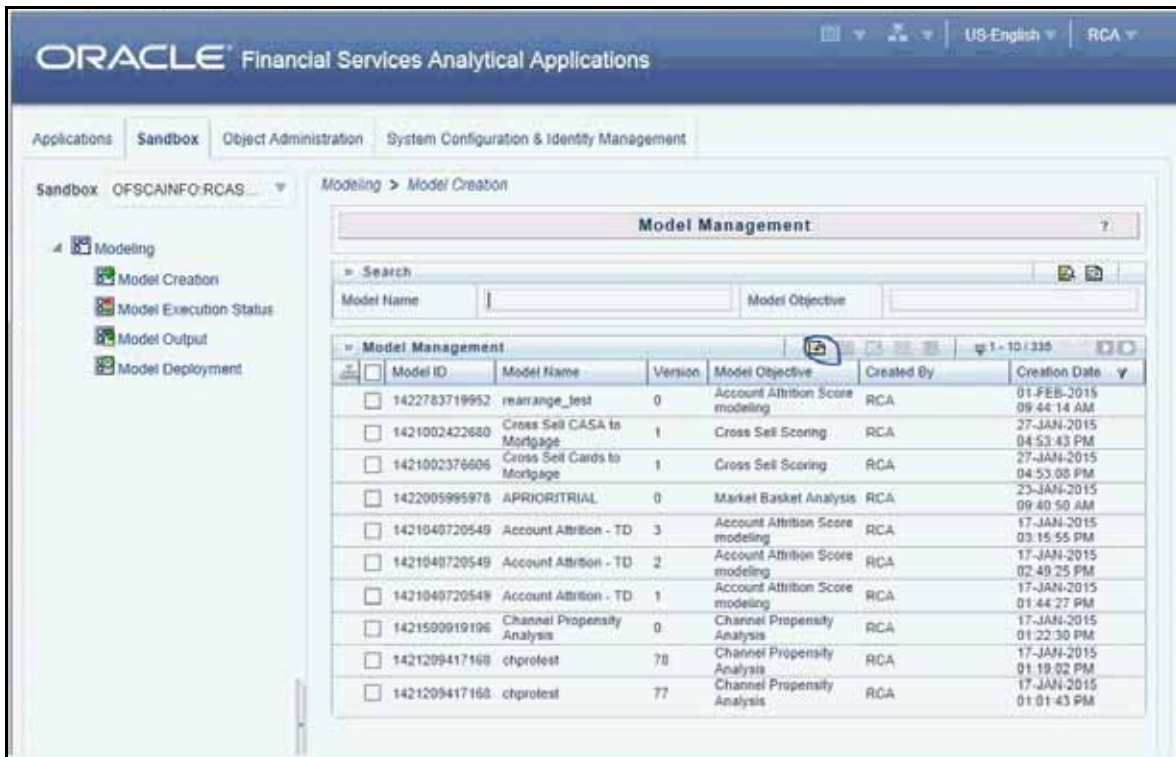 US-English
RCA
ORACLE Financial Services Analytical Applications
Applications
Sandbox
Object Administration
System Configuration & Identity Management
Sandbox OFSCAINFO:RCAS...
Modeling > Model Creation
Model Management
?
Modeling
Model Creation
Model Execution Status
Model Output
Model Deployment
Search
Model Name
Model Objective
Model Management
1 - 10 / 335
Model ID Model Name Version Model Objective Created By Creation Date
1422783719952 rearrange_test 0 Account Attrition Score modeling RCA 01-FEB-2015 09:44:14 AM
1421002422680 Cross Sell CASA to Mortgage 1 Cross Sell Scoring RCA 27-JAN-2015 04:53:43 PM
1421002376606 Cross Sell Cards to Mortgage 1 Cross Sell Scoring RCA 27-JAN-2015 04:53:08 PM
1422005995978 APRIORITRIAL 0 Market Basket Analysis RCA 23-JAN-2015 09:40:50 AM
1421040720549 Account Attrition - TD 3 Account Attrition Score modeling RCA 17-JAN-2015 03:15:55 PM
1421040720549 Account Attrition - TD 2 Account Attrition Score modeling RCA 17-JAN-2015 02:49:25 PM
1421040720549 Account Attrition - TD 1 Account Attrition Score modeling RCA 17-JAN-2015 01:44:27 PM
1421500919196 Channel Propensity Analysis 0 Channel Propensity Analysis RCA 17-JAN-2015 01:22:30 PM
1421209417168 chprotest 78 Channel Propensity Analysis RCA 17-JAN-2015 01:19:02 PM
1421209417168 chprotest 77 Channel Propensity Analysis RCA 17-JAN-2015 01:01:43 PM